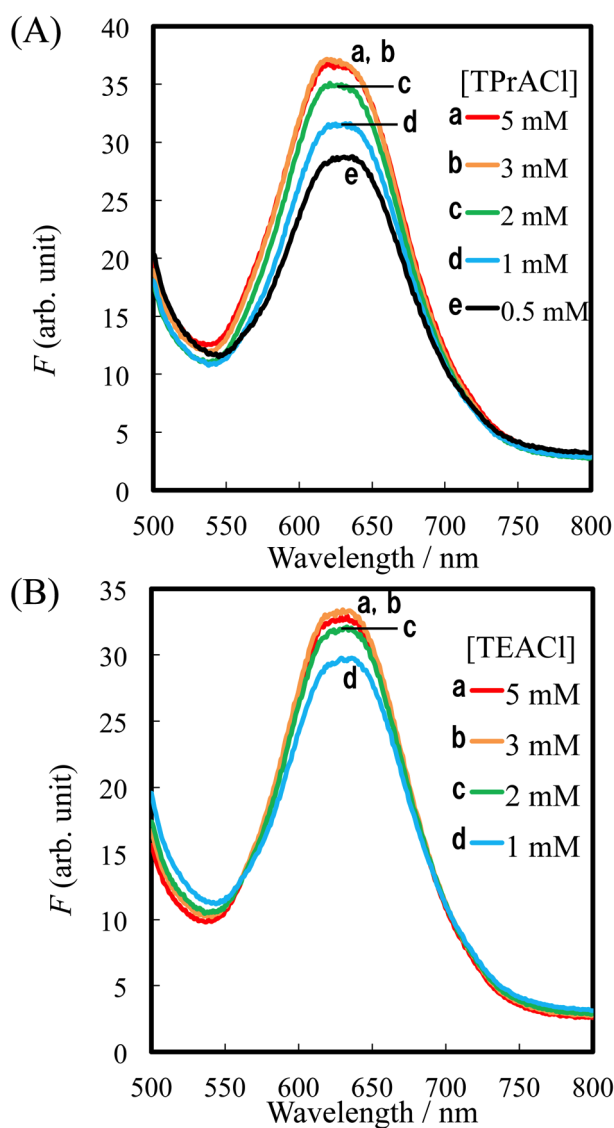 (A)
40
35
30
25
20
15
10
5
0
F (arb. unit)
a, b
c
d
e
[TPrACl]
a 5 mM
b 3 mM
c 2 mM
d 1 mM
e 0.5 mM
500 550 600 650 700 750 800
Wavelength / nm
(B)
35
30
25
20
15
10
5
0
F (arb. unit)
a, b
c
d
[TEACl]
a 5 mM
b 3 mM
c 2 mM
d 1 mM
500 550 600 650 700 750 800
Wavelength / nm